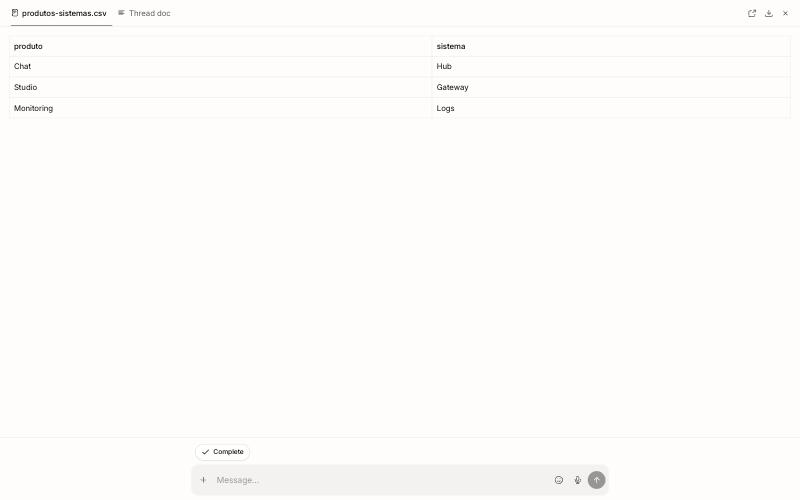 produtos-sistemas.csv
Thread doc
produto sistema
Chat Hub
Studio Gateway
Monitoring Logs
Complete
Message...